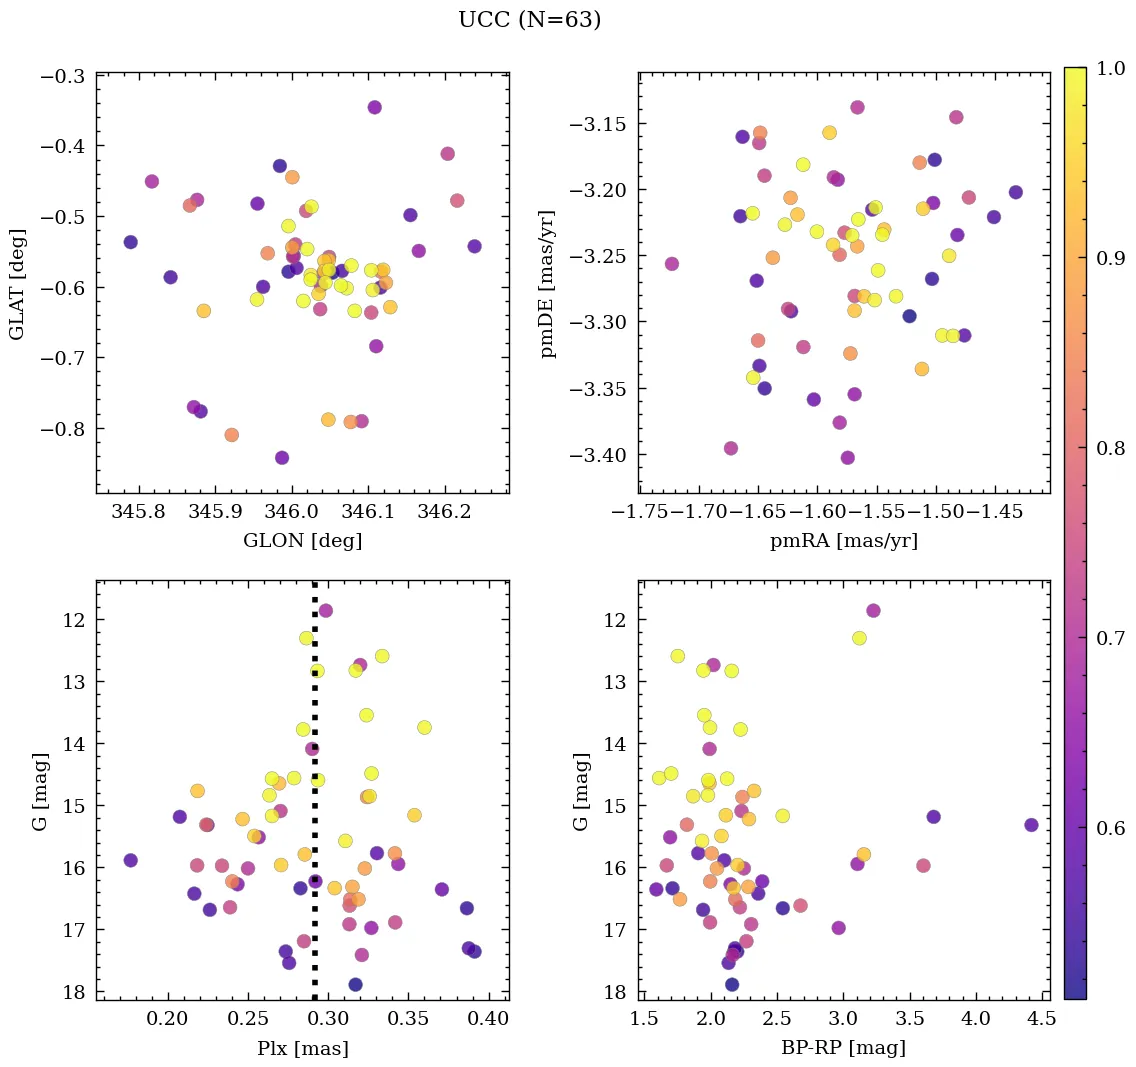 UCC (N=63)
−0.3
−0.4
−0.5
−0.6
−0.7
−0.8
GLAT [deg]
345.8 345.9 346.0 346.1 346.2
GLON [deg]
−3.15
−3.20
−3.25
−3.30
−3.35
−3.40
pmDE [mas/yr]
−1.75 −1.70 −1.65 −1.60 −1.55 −1.50 −1.45
pmRA [mas/yr]
1.0
0.9
0.8
0.7
0.6
12
13
14
15
16
17
18
G [mag]
0.20 0.25 0.30 0.35 0.40
Plx [mas]
12
13
14
15
16
17
18
G [mag]
1.5 2.0 2.5 3.0 3.5 4.0 4.5
BP-RP [mag]